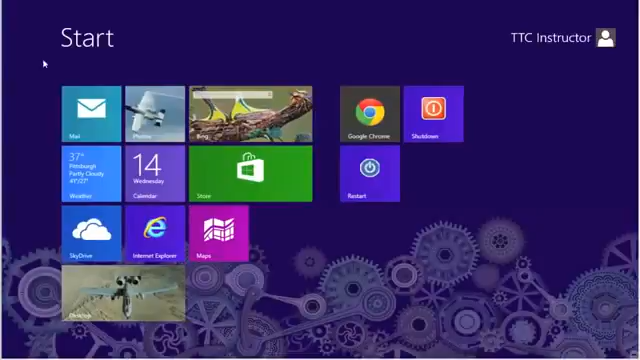 Start
TTC Instructor
Mail
Photos
Bing
Google Chrome
Shutdown
37°
Pittsburgh
Partly Cloudy
41°/27°
Weather
14
Wednesday
Calendar
Store
Restart
SkyDrive
Internet Explorer
Maps
Desktop